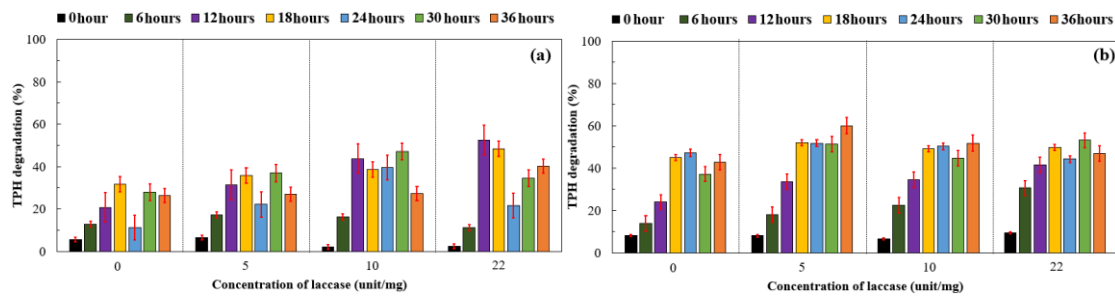 0hour 6hours 12hours 18hours 24hours 30hours 36hours
(a)
TPH degradation (%)
100
80
60
40
20
0
0 5 10 22
Concentration of laccase (unit/mg)
0hour 6hours 12hours 18hours 24hours 30hours 36hours
(b)
TPH degradation (%)
100
80
60
40
20
0
0 5 10 22
Concentration of laccase (unit/mg)